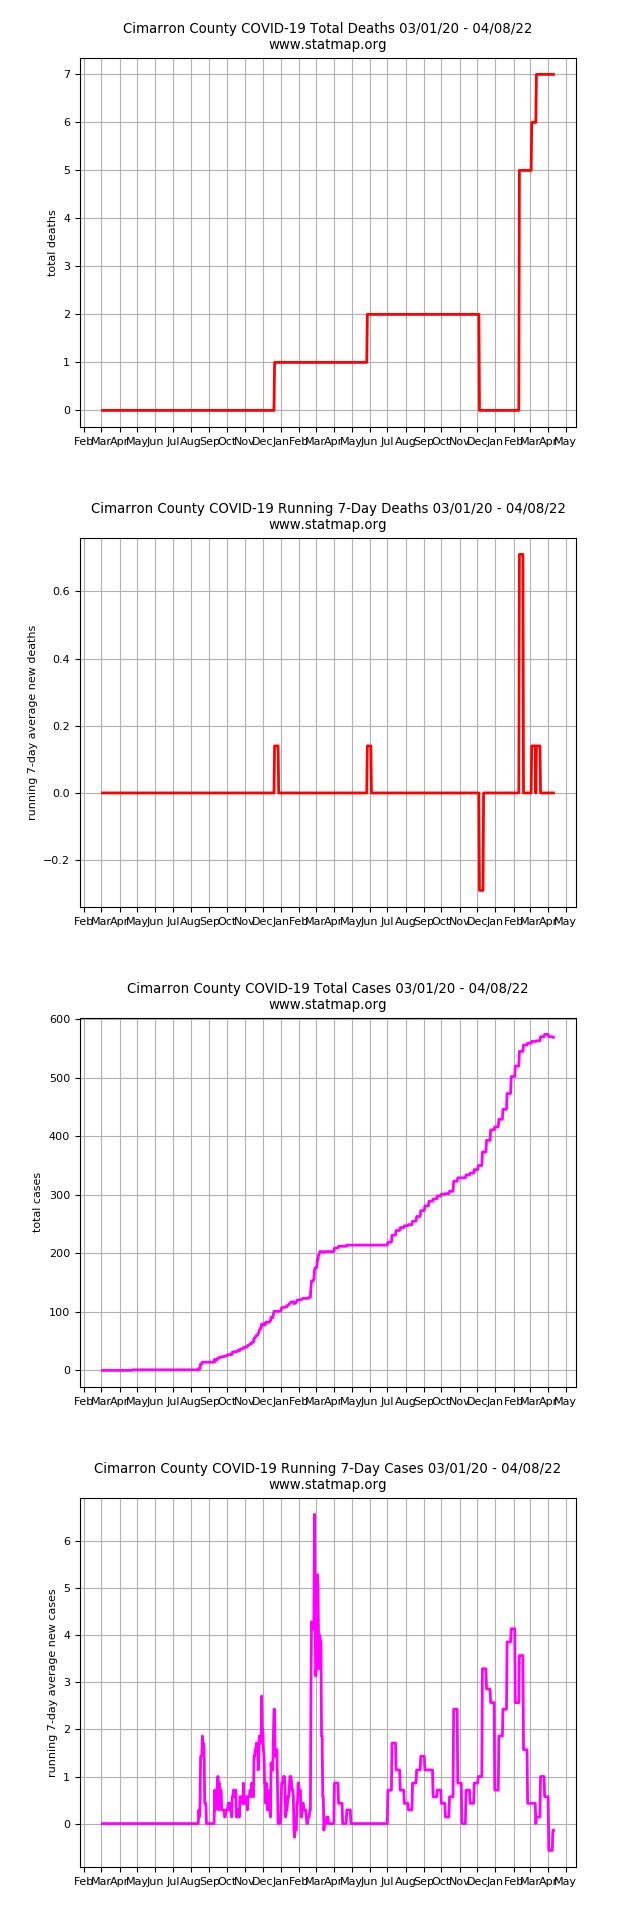 Cimarron County COVID-19 Total Deaths 03/01/20 - 04/08/22
www.statmap.org
7
6
5
4
3
2
1
0
total deaths
Feb Mar Apr May Jun Jul Aug Sep Oct Nov Dec Jan Feb Mar Apr May Jun Jul Aug Sep Oct Nov Dec Jan Feb Mar Apr May
Cimarron County COVID-19 Running 7-Day Deaths 03/01/20 - 04/08/22
www.statmap.org
0.6
0.4
0.2
0.0
−0.2
running 7-day average new deaths
Feb Mar Apr May Jun Jul Aug Sep Oct Nov Dec Jan Feb Mar Apr May Jun Jul Aug Sep Oct Nov Dec Jan Feb Mar Apr May
Cimarron County COVID-19 Total Cases 03/01/20 - 04/08/22
www.statmap.org
600
500
400
300
200
100
0
total cases
Feb Mar Apr May Jun Jul Aug Sep Oct Nov Dec Jan Feb Mar Apr May Jun Jul Aug Sep Oct Nov Dec Jan Feb Mar Apr May
Cimarron County COVID-19 Running 7-Day Cases 03/01/20 - 04/08/22
www.statmap.org
6
5
4
3
2
1
0
running 7-day average new cases
Feb Mar Apr May Jun Jul Aug Sep Oct Nov Dec Jan Feb Mar Apr May Jun Jul Aug Sep Oct Nov Dec Jan Feb Mar Apr May